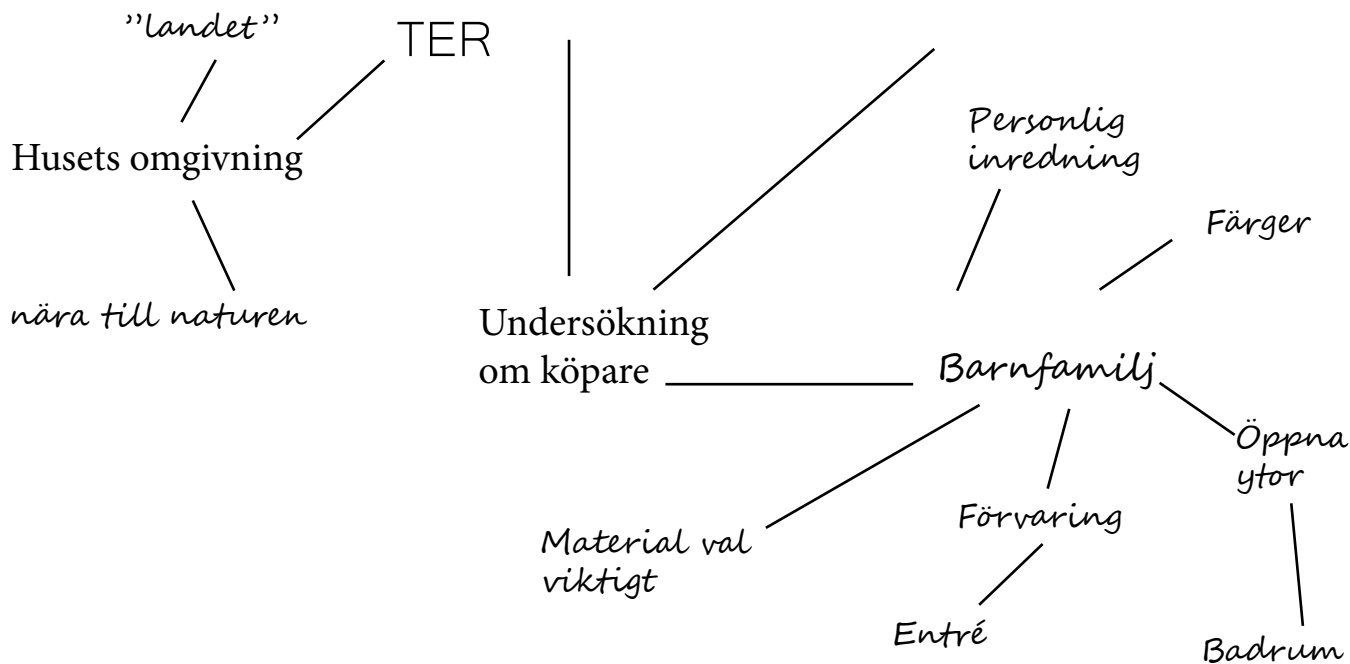 ”landet”
TER
Husets omgivning
nära till naturen
Personlig
inredning
Färger
Undersökning
om köpare
Barnfamilj
Öppna
ytor
Material val
viktigt
Förvaring
Entré
Badrum